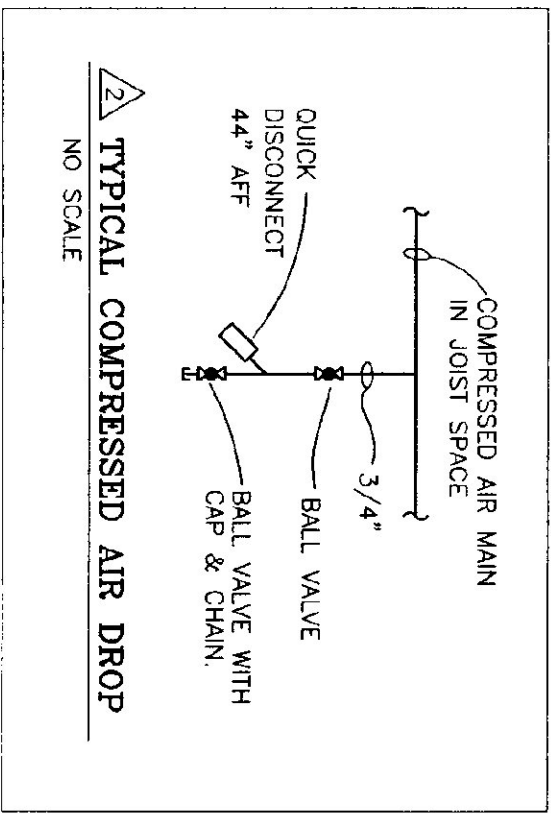 COMPRESSED AIR MAIN
IN JOIST SPACE
3/4"
BALL VALVE
QUICK
DISCONNECT
44" AFF
BALL VALVE WITH
CAP & CHAIN.
2 TYPICAL COMPRESSED AIR DROP
NO SCALE